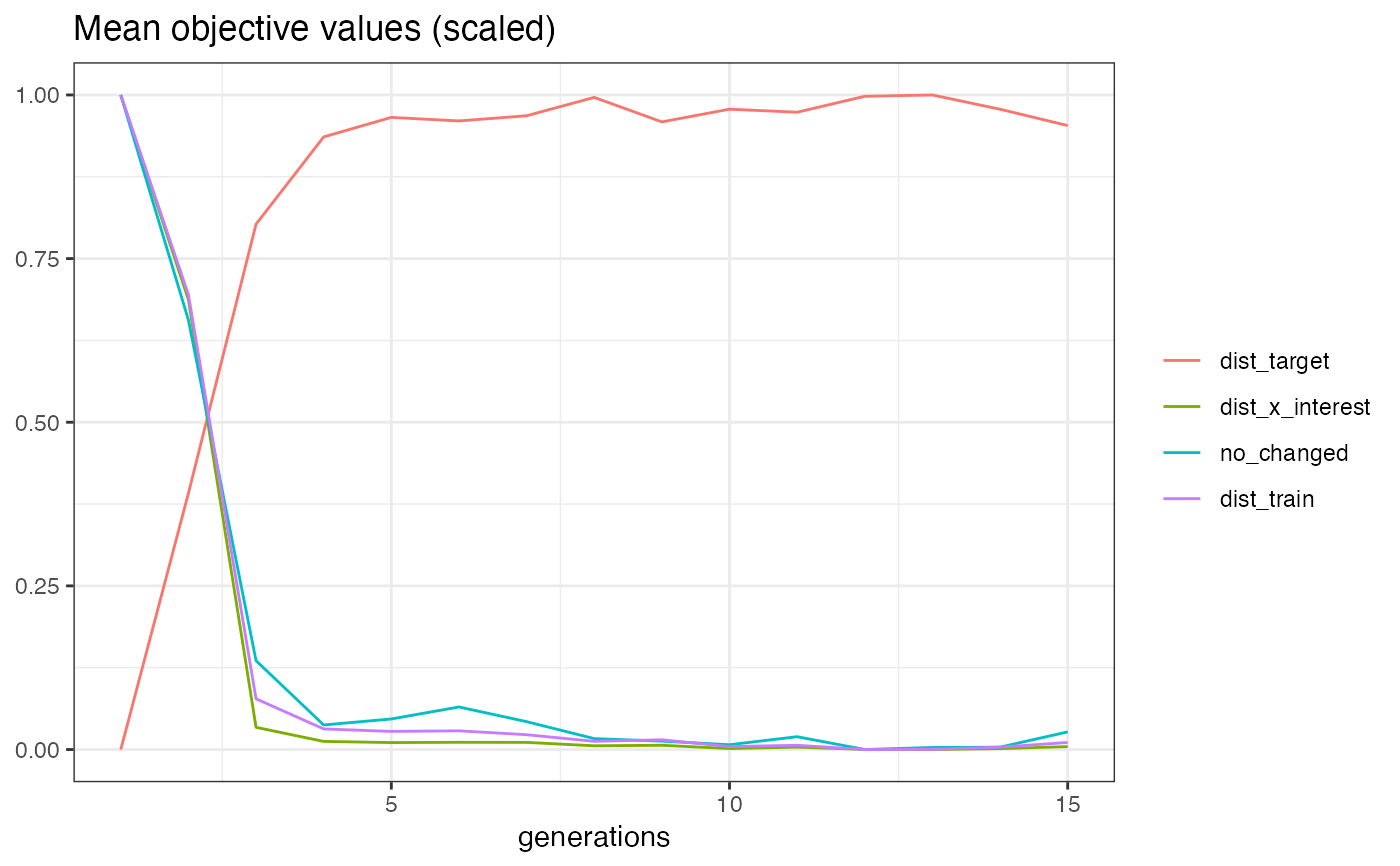 Mean objective values (scaled)
1.00
0.75
0.50
0.25
0.00
5 10 15
generations
dist_target
dist_x_interest
no_changed
dist_train